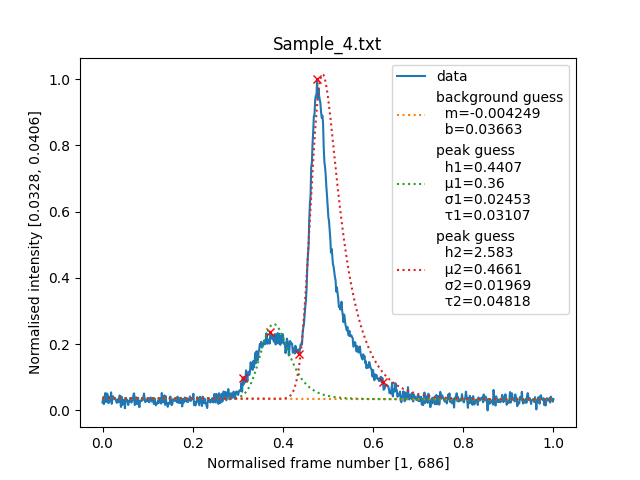 Sample_4.txt
Normalised intensity [0.0328, 0.0406]
1.0
0.8
0.6
0.4
0.2
0.0
data
background guess
m=-0.004249
b=0.03663
peak guess
h1=0.4407
μ1=0.36
σ1=0.02453
τ1=0.03107
peak guess
h2=2.583
μ2=0.4661
σ2=0.01969
τ2=0.04818
0.0 0.2 0.4 0.6 0.8 1.0
Normalised frame number [1, 686]